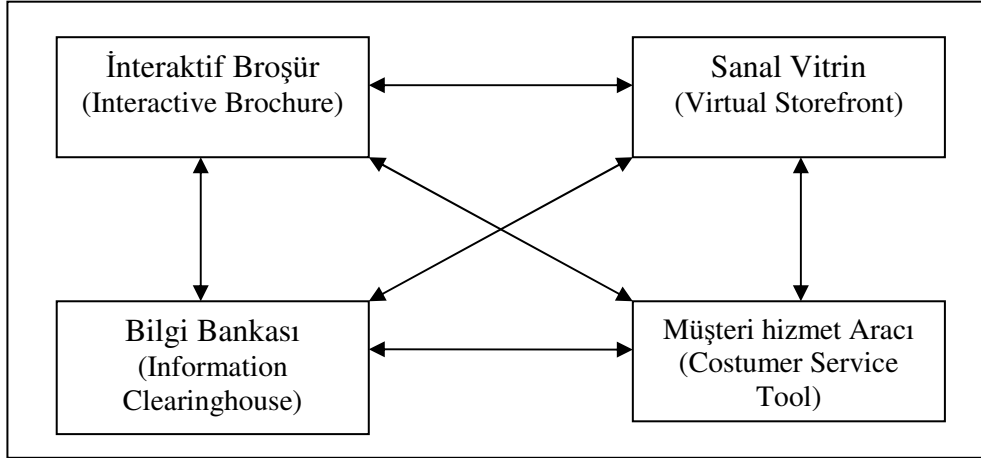 İnteraktif Broşür
(Interactive Brochure)
Sanal Vitrin
(Virtual Storefront)
Bilgi Bankası
(Information
Clearinghouse)
Müşteri hizmet Aracı
(Costumer Service
Tool)